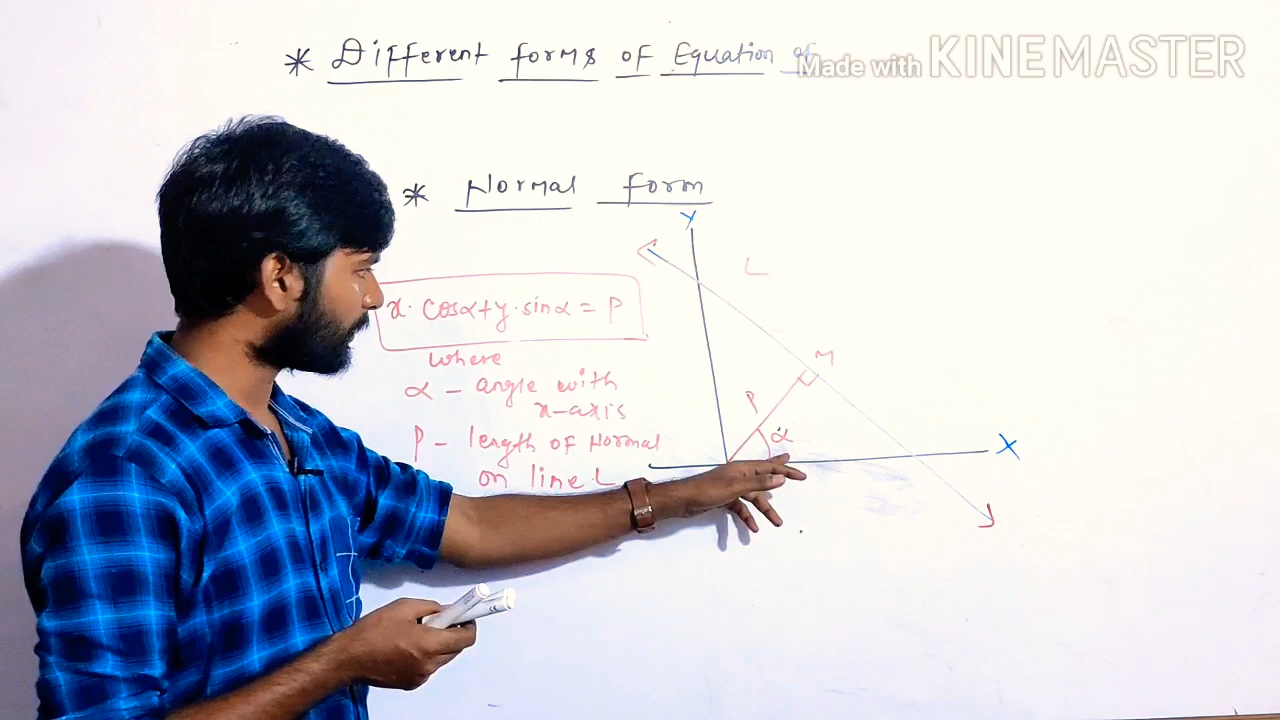 * Different forms of Equation of
Made with KINEMASTER
* Normal form
Y
L
x · cosα + y · sinα = P
where
M
α – angle with
x-axis
P
α
X
P – length of Normal
on line L